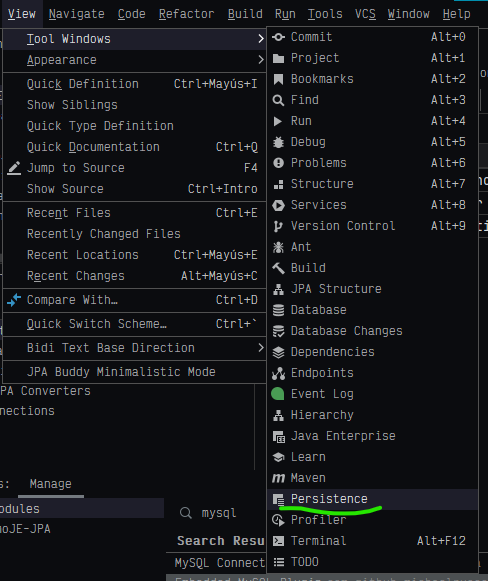 View Navigate Code Refactor Build Run Tools VCS Window Help
Tool Windows
Appearance
Quick Definition Ctrl+Mayús+I
Show Siblings
Quick Type Definition
Quick Documentation Ctrl+Q
Jump to Source F4
Show Source Ctrl+Intro
Recent Files Ctrl+E
Recently Changed Files
Recent Locations Ctrl+Mayús+E
Recent Changes Alt+Mayús+C
Compare With… Ctrl+D
Quick Switch Scheme… Ctrl+`
Bidi Text Base Direction
JPA Buddy Minimalistic Mode
Commit Alt+0
Project Alt+1
Bookmarks Alt+2
Find Alt+3
Run Alt+4
Debug Alt+5
Problems Alt+6
Structure Alt+7
Services Alt+8
Version Control Alt+9
Ant
Build
JPA Structure
Database
Database Changes
Dependencies
Endpoints
Event Log
Hierarchy
Java Enterprise
Learn
Maven
Persistence
Profiler
Terminal Alt+F12
TODO
PA Converters
nnections
s: Manage
odules
noJE-JPA
mysql
Search Resu
MySQL Connect